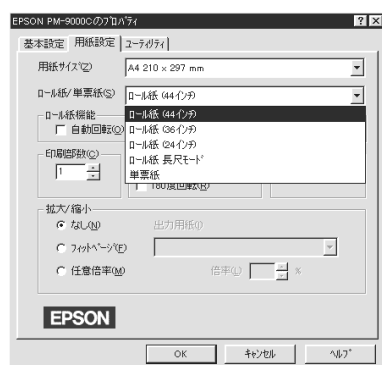 EPSON PM-9000Cのﾌﾟﾛﾊﾟﾃｨ
基本設定 用紙設定 ﾕｰﾃｨﾘﾃｨ
用紙ｻｲｽﾞ(Z) A4 210 x 297 mm
ﾛｰﾙ紙/単票紙(S) ﾛｰﾙ紙 (44ｲﾝﾁ)
ﾛｰﾙ紙 (44ｲﾝﾁ)
ﾛｰﾙ紙 (36ｲﾝﾁ)
ﾛｰﾙ紙 (24ｲﾝﾁ)
ﾛｰﾙ紙 長尺ﾓｰﾄﾞ
単票紙
ﾛｰﾙ紙機能
自動回転(O)
印刷部数(C)
1
180度回転(R)
拡大/縮小
なし(N) 出力用紙(I)
ﾌｨｯﾄﾍﾟｰｼﾞ(F)
任意倍率(M) 倍率(L) %
EPSON
OK ｷｬﾝｾﾙ ﾍﾙﾌﾟ